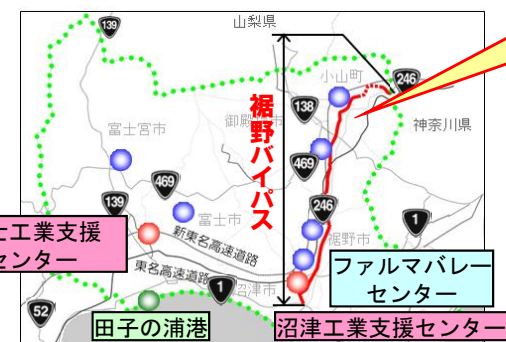 山梨県
139
小山町
246
裾野バイパス
138
神奈川県
富士宮市
469
469
139
富士市
246
1
新東名高速道路
裾野市
士工業支援
センター
東名高速道路
ファルマバレー
センター
1
沼津市
52
田子の浦港
沼津工業支援センター